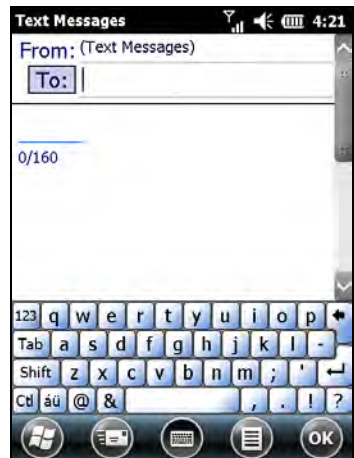 Text Messages 4:21
From: (Text Messages)
To:
0/160
123 q w e r t y u i o p
Tab a s d f g h j k l -
Shift z x c v b n m ; '
Ctl áü @ & , . ! ?
OK